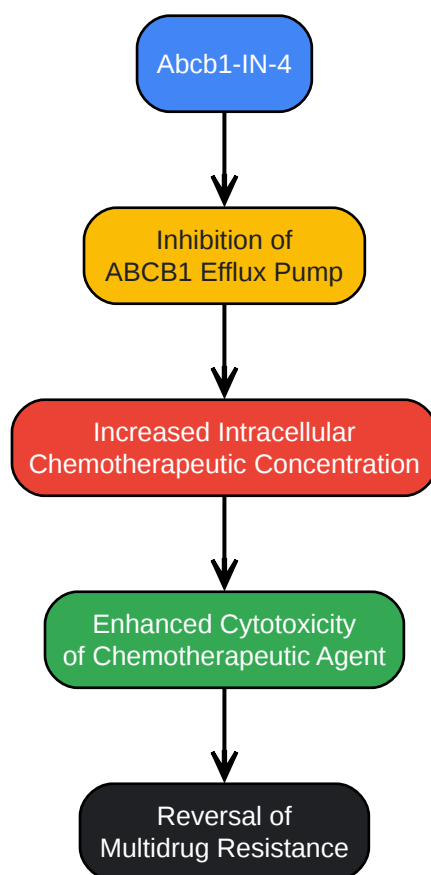 Abcb1-IN-4
Inhibition of
ABCB1 Efflux Pump
Increased Intracellular
Chemotherapeutic Concentration
Enhanced Cytotoxicity
of Chemotherapeutic Agent
Reversal of
Multidrug Resistance